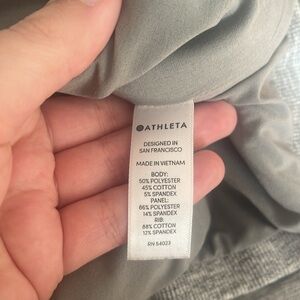 ATHLETA
DESIGNED IN
SAN FRANCISCO
MADE IN VIETNAM
BODY:
50% POLYESTER
45% COTTON
5% SPANDEX
PANEL:
86% POLYESTER
14% SPANDEX
RIB:
88% COTTON
12% SPANDEX
RN 54023